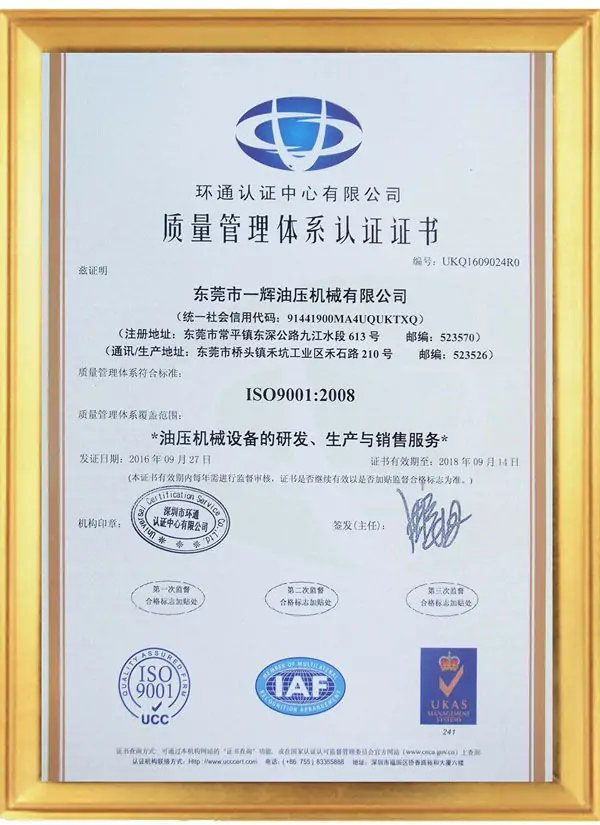 环通认证中心有限公司
质量管理体系认证证书
编号：UKQ1609024R0
兹证明
东莞市一辉油压机械有限公司
（统一社会信用代码：91441900MA4UQUKTXQ）
（注册地址：东莞市常平镇东深公路九江水段 613 号 邮编：523570）
（通讯/生产地址：东莞市桥头镇禾坑工业区禾石路 210 号 邮编：523526）
质量管理体系符合标准：
ISO9001:2008
质量管理体系覆盖范围：
*油压机械设备的研发、生产与销售服务*
发证日期：2016 年 09 月 27 日 证书有效期至：2018 年 09 月 14 日
（本证书有效期内每年需进行监督审核，证书是否继续有效以是否加贴监督合格标志为准。）
机构印章：
Universal Certification Service Co.,Ltd
深圳市环通
认证中心有限公司
签发(主任)：
第一次监督
合格标志加贴处
第二次监督
合格标志加贴处
第三次监督
合格标志加贴处
QUALITY ASSURED FIRM
ISO
9001
UCC
MEMBER OF MULTILATERAL
IAF
RECOGNITION ARRANGEMENT
UKAS
MANAGEMENT
SYSTEMS
241
证书查询方式：可通过本机构网站的“证书查询”功能，或在国家认证认可监督管理委员会官方网站（www.cnca.gov.cn）上查询
认证机构联络方式：Http://www.ucccert.com 电话：(+86 755) 83355888 地址：深圳市福田区侨香路裕和大厦六楼